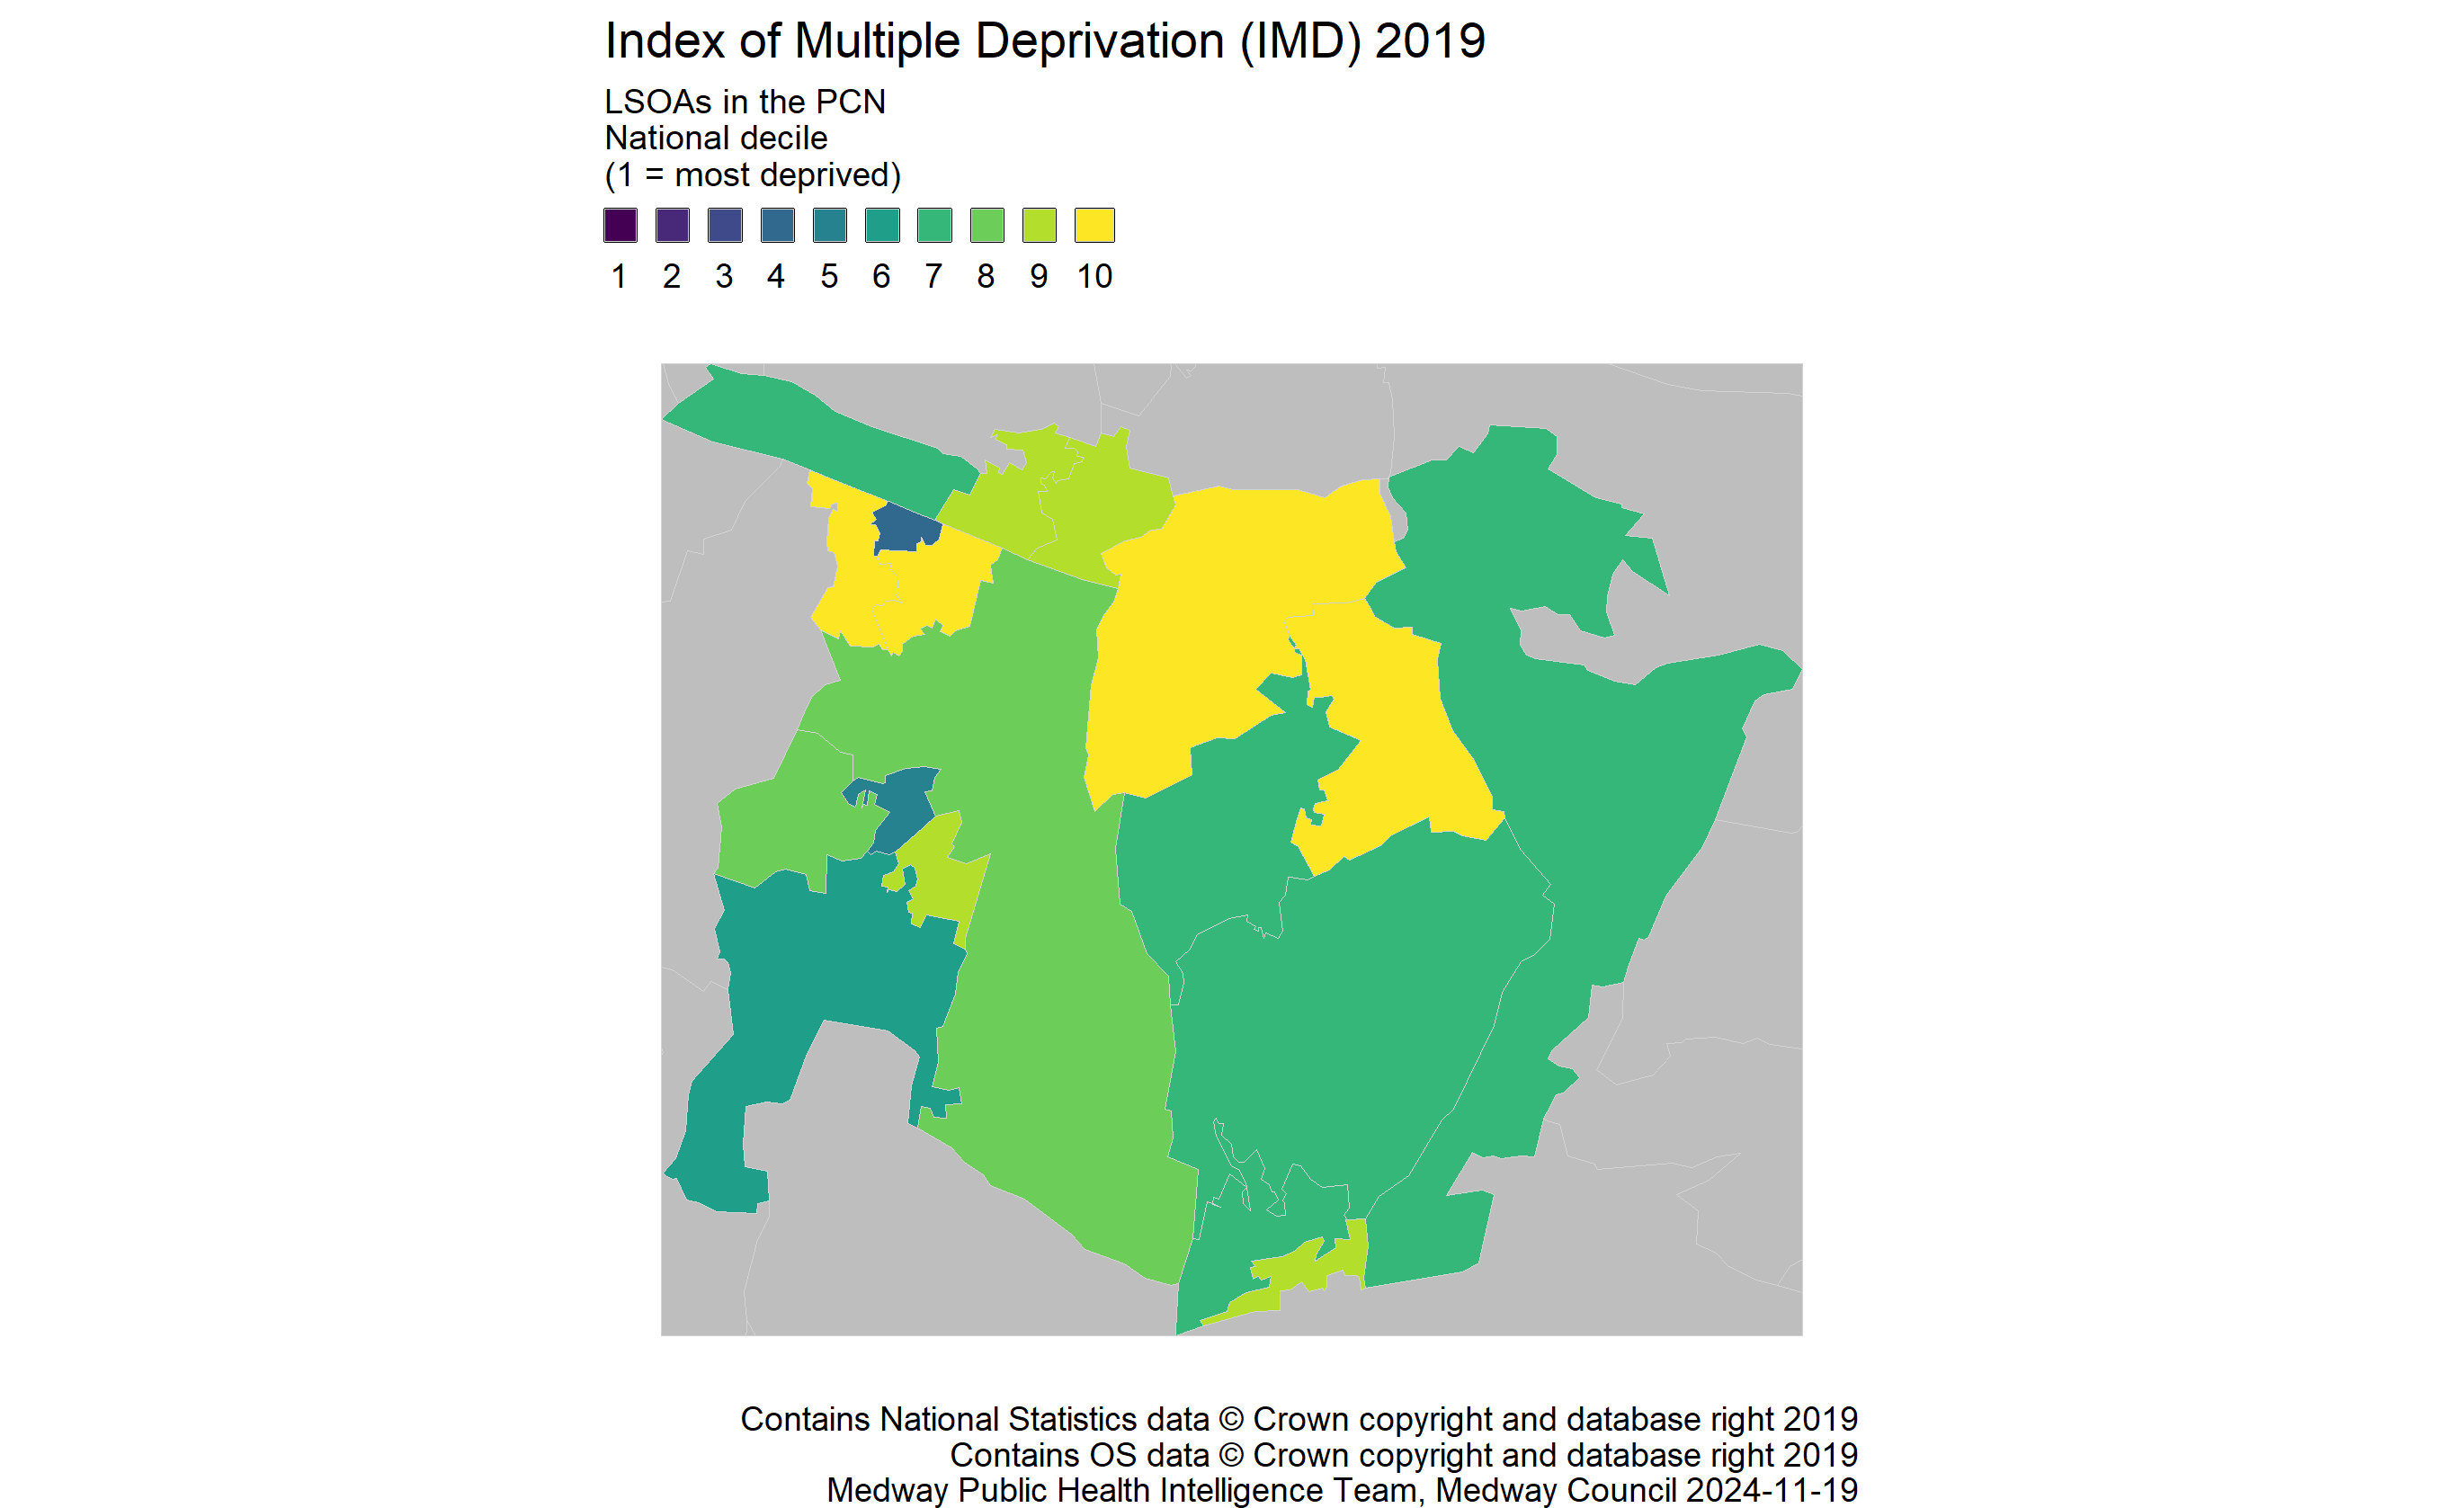 Index of Multiple Deprivation (IMD) 2019
LSOAs in the PCN
National decile
(1 = most deprived)
1 2 3 4 5 6 7 8 9 10
Contains National Statistics data © Crown copyright and database right 2019
Contains OS data © Crown copyright and database right 2019
Medway Public Health Intelligence Team, Medway Council 2024-11-19